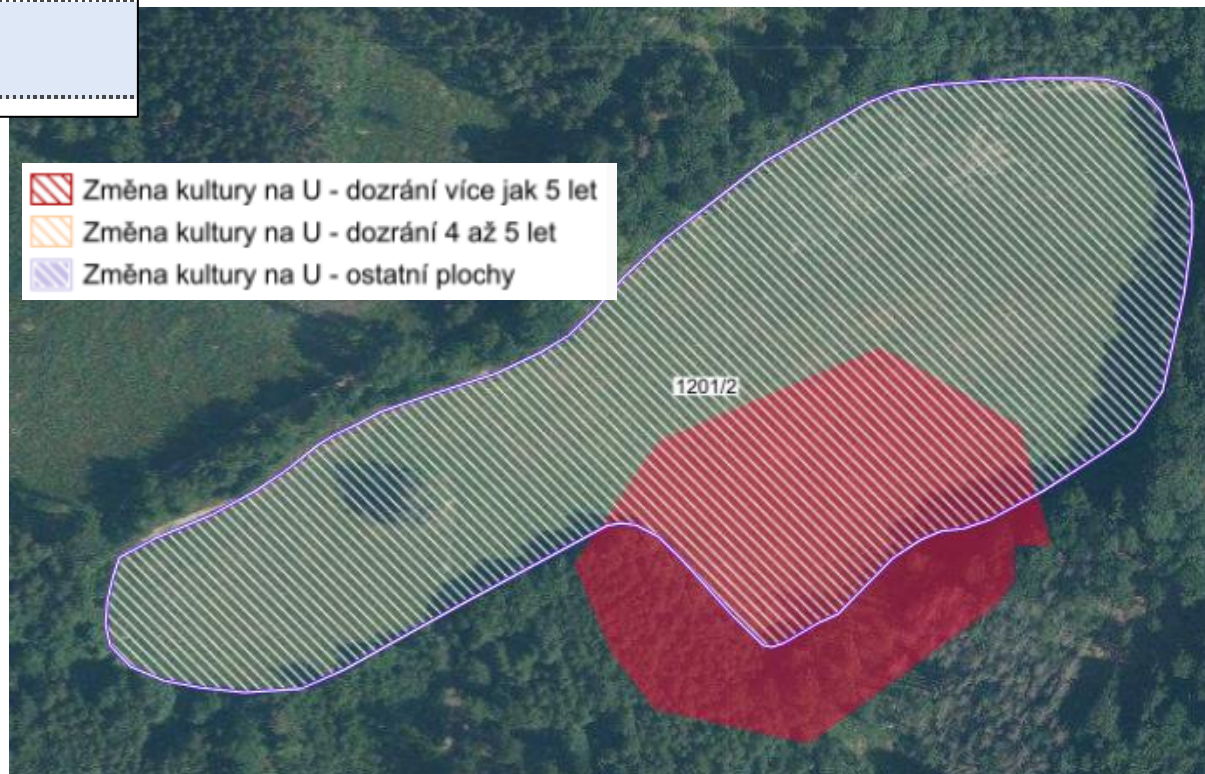 Změna kultury na U - dozrání více jak 5 let
Změna kultury na U - dozrání 4 až 5 let
Změna kultury na U - ostatní plochy
1201/2